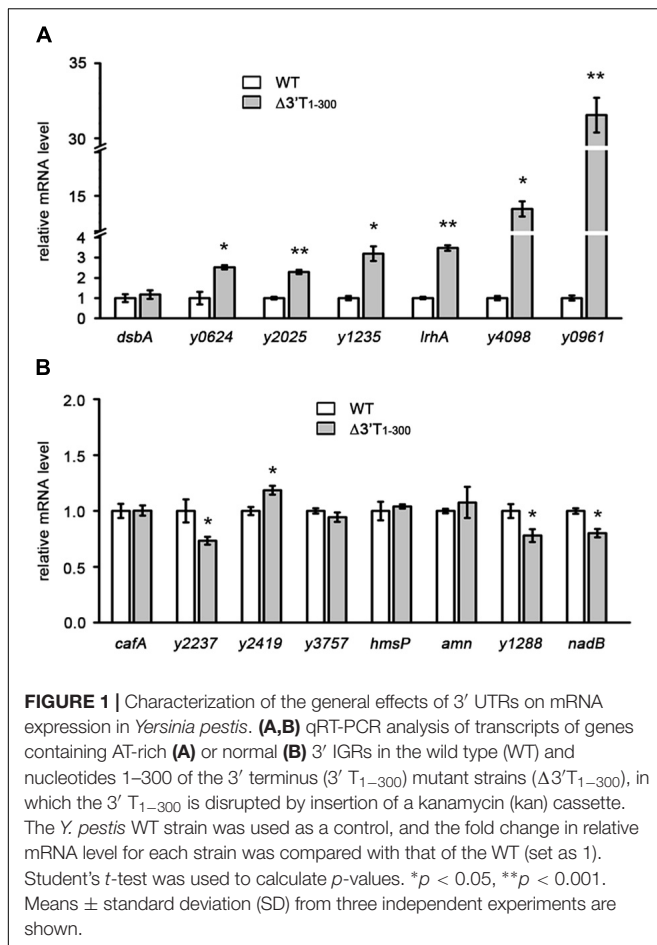 A
WT
Δ3'T1-300
relative mRNA level
35
30
15
4
3
2
1
0
*
**
*
**
*
**
dsbA y0624 y2025 y1235 lrhA y4098 y0961
B
WT
Δ3'T1-300
relative mRNA level
2.0
1.5
1.0
0.5
0.0
*
*
*
*
cafA y2237 y2419 y3757 hmsP amn y1288 nadB
FIGURE 1 | Characterization of the general effects of 3′ UTRs on mRNA
expression in Yersinia pestis. (A,B) qRT-PCR analysis of transcripts of genes
containing AT-rich (A) or normal (B) 3′ IGRs in the wild type (WT) and
nucleotides 1–300 of the 3′ terminus (3′ T1−300) mutant strains (Δ3′T1−300), in
which the 3′ T1−300 is disrupted by insertion of a kanamycin (kan) cassette.
The Y. pestis WT strain was used as a control, and the fold change in relative
mRNA level for each strain was compared with that of the WT (set as 1).
Student's t-test was used to calculate p-values. *p < 0.05, **p < 0.001.
Means ± standard deviation (SD) from three independent experiments are
shown.